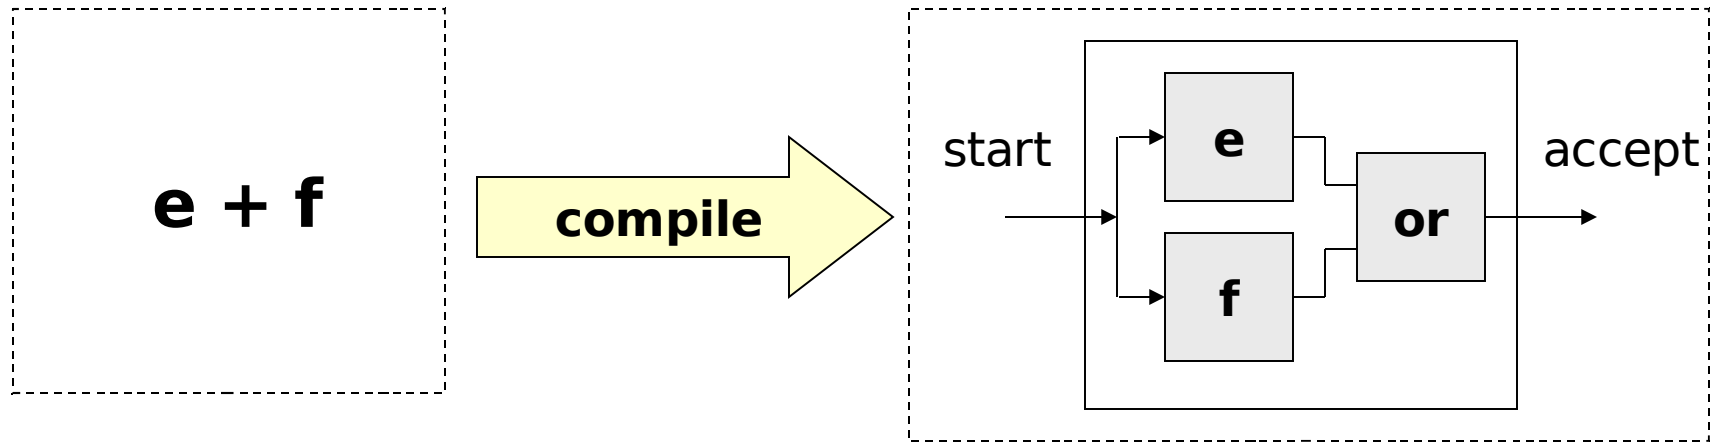 e + f
compile
start
e
f
or
accept